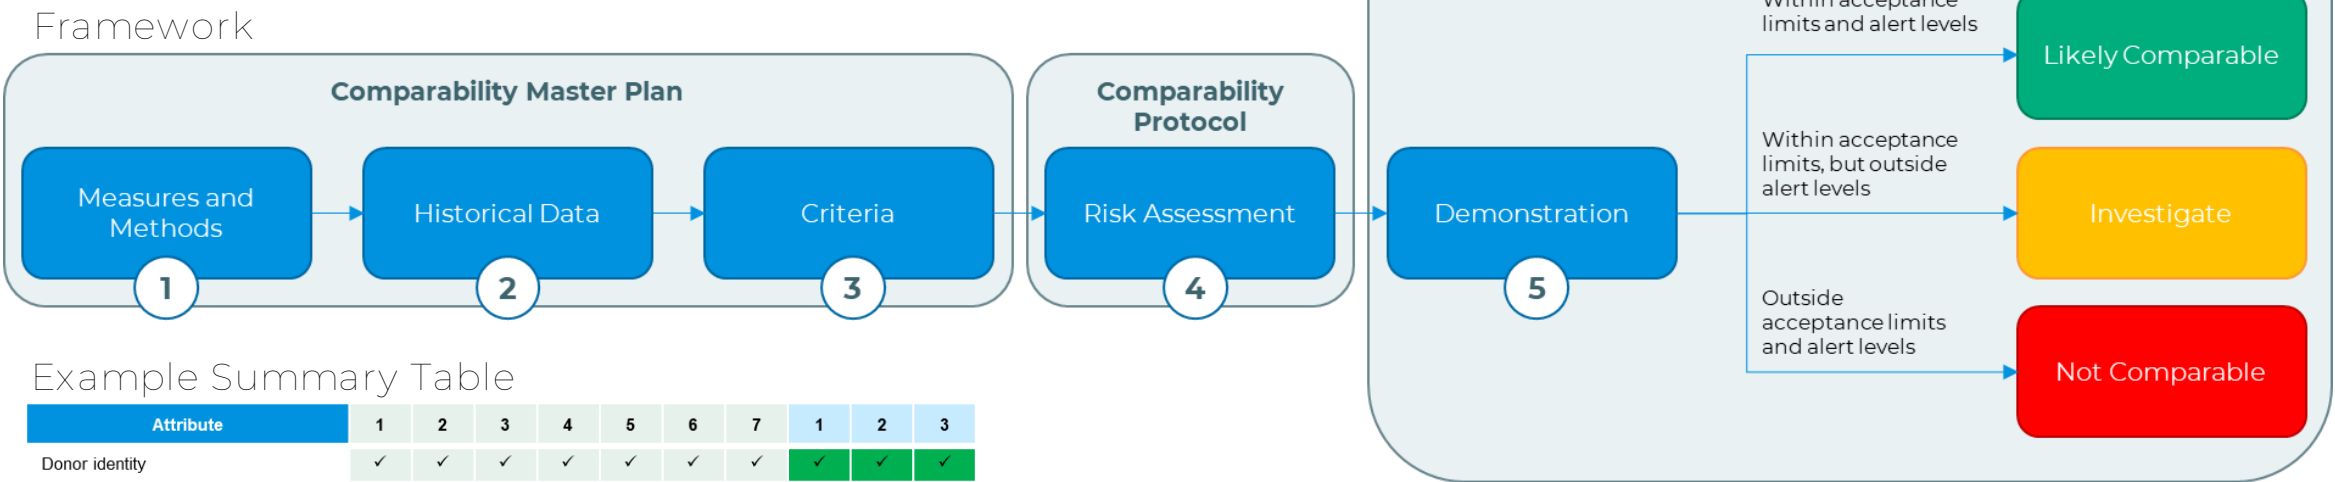 Framework
Comparability Master Plan
Measures and
Methods
1
Historical Data
2
Criteria
3
Comparability
Protocol
Risk Assessment
4
Demonstration
5
Within acceptance
limits and alert levels
Likely Comparable
Within acceptance
limits, but outside
alert levels
Investigate
Outside
acceptance limits
and alert levels
Not Comparable
Example Summary Table
Attribute 1 2 3 4 5 6 7 1 2 3
Donor identity ✓ ✓ ✓ ✓ ✓ ✓ ✓ ✓ ✓ ✓